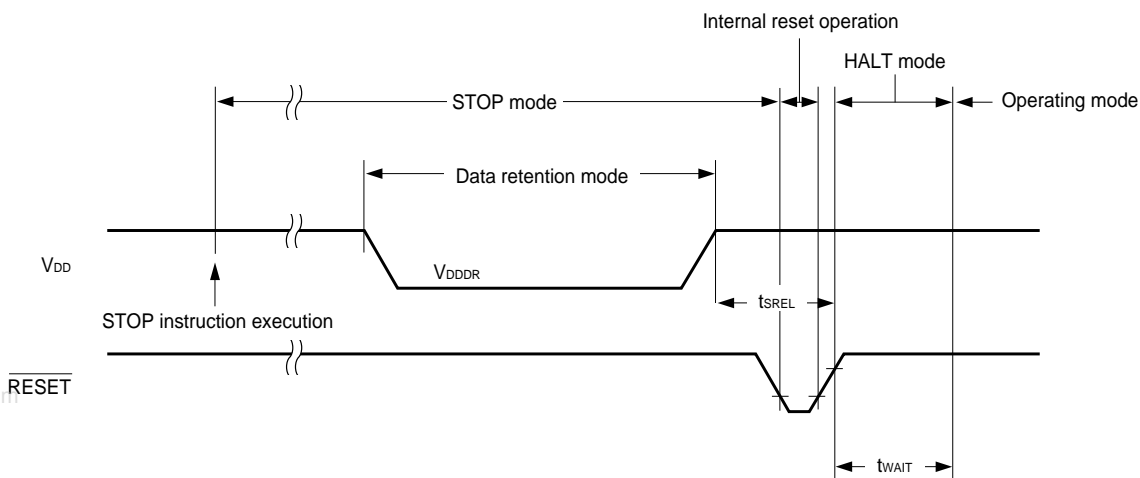 Internal reset operation
HALT mode
STOP mode
Operating mode
Data retention mode
VDD
VDDDR
tSREL
STOP instruction execution
RESET
m
tWAIT